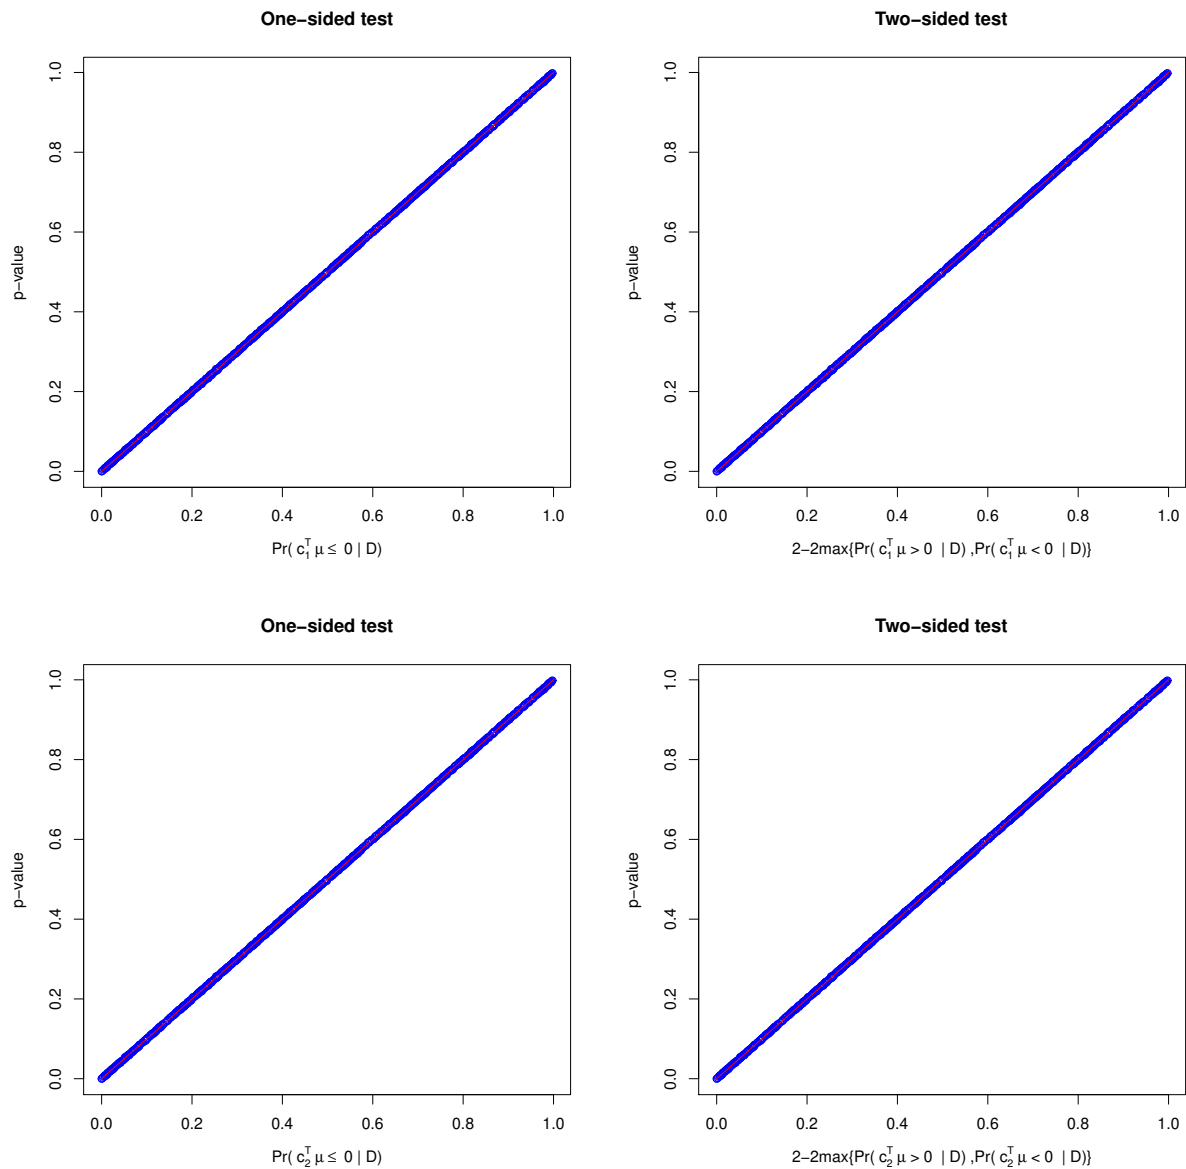 One−sided test
p−value
0.0 0.2 0.4 0.6 0.8 1.0
0.0 0.2 0.4 0.6 0.8 1.0
Pr( c₁ᵀ μ ≤ 0 | D)
Two−sided test
p−value
0.0 0.2 0.4 0.6 0.8 1.0
0.0 0.2 0.4 0.6 0.8 1.0
2−2max{Pr( c₁ᵀ μ > 0 | D) ,Pr( c₁ᵀ μ < 0 | D)}
One−sided test
p−value
0.0 0.2 0.4 0.6 0.8 1.0
0.0 0.2 0.4 0.6 0.8 1.0
Pr( c₂ᵀ μ ≤ 0 | D)
Two−sided test
p−value
0.0 0.2 0.4 0.6 0.8 1.0
0.0 0.2 0.4 0.6 0.8 1.0
2−2max{Pr( c₂ᵀ μ > 0 | D) ,Pr( c₂ᵀ μ < 0 | D)}